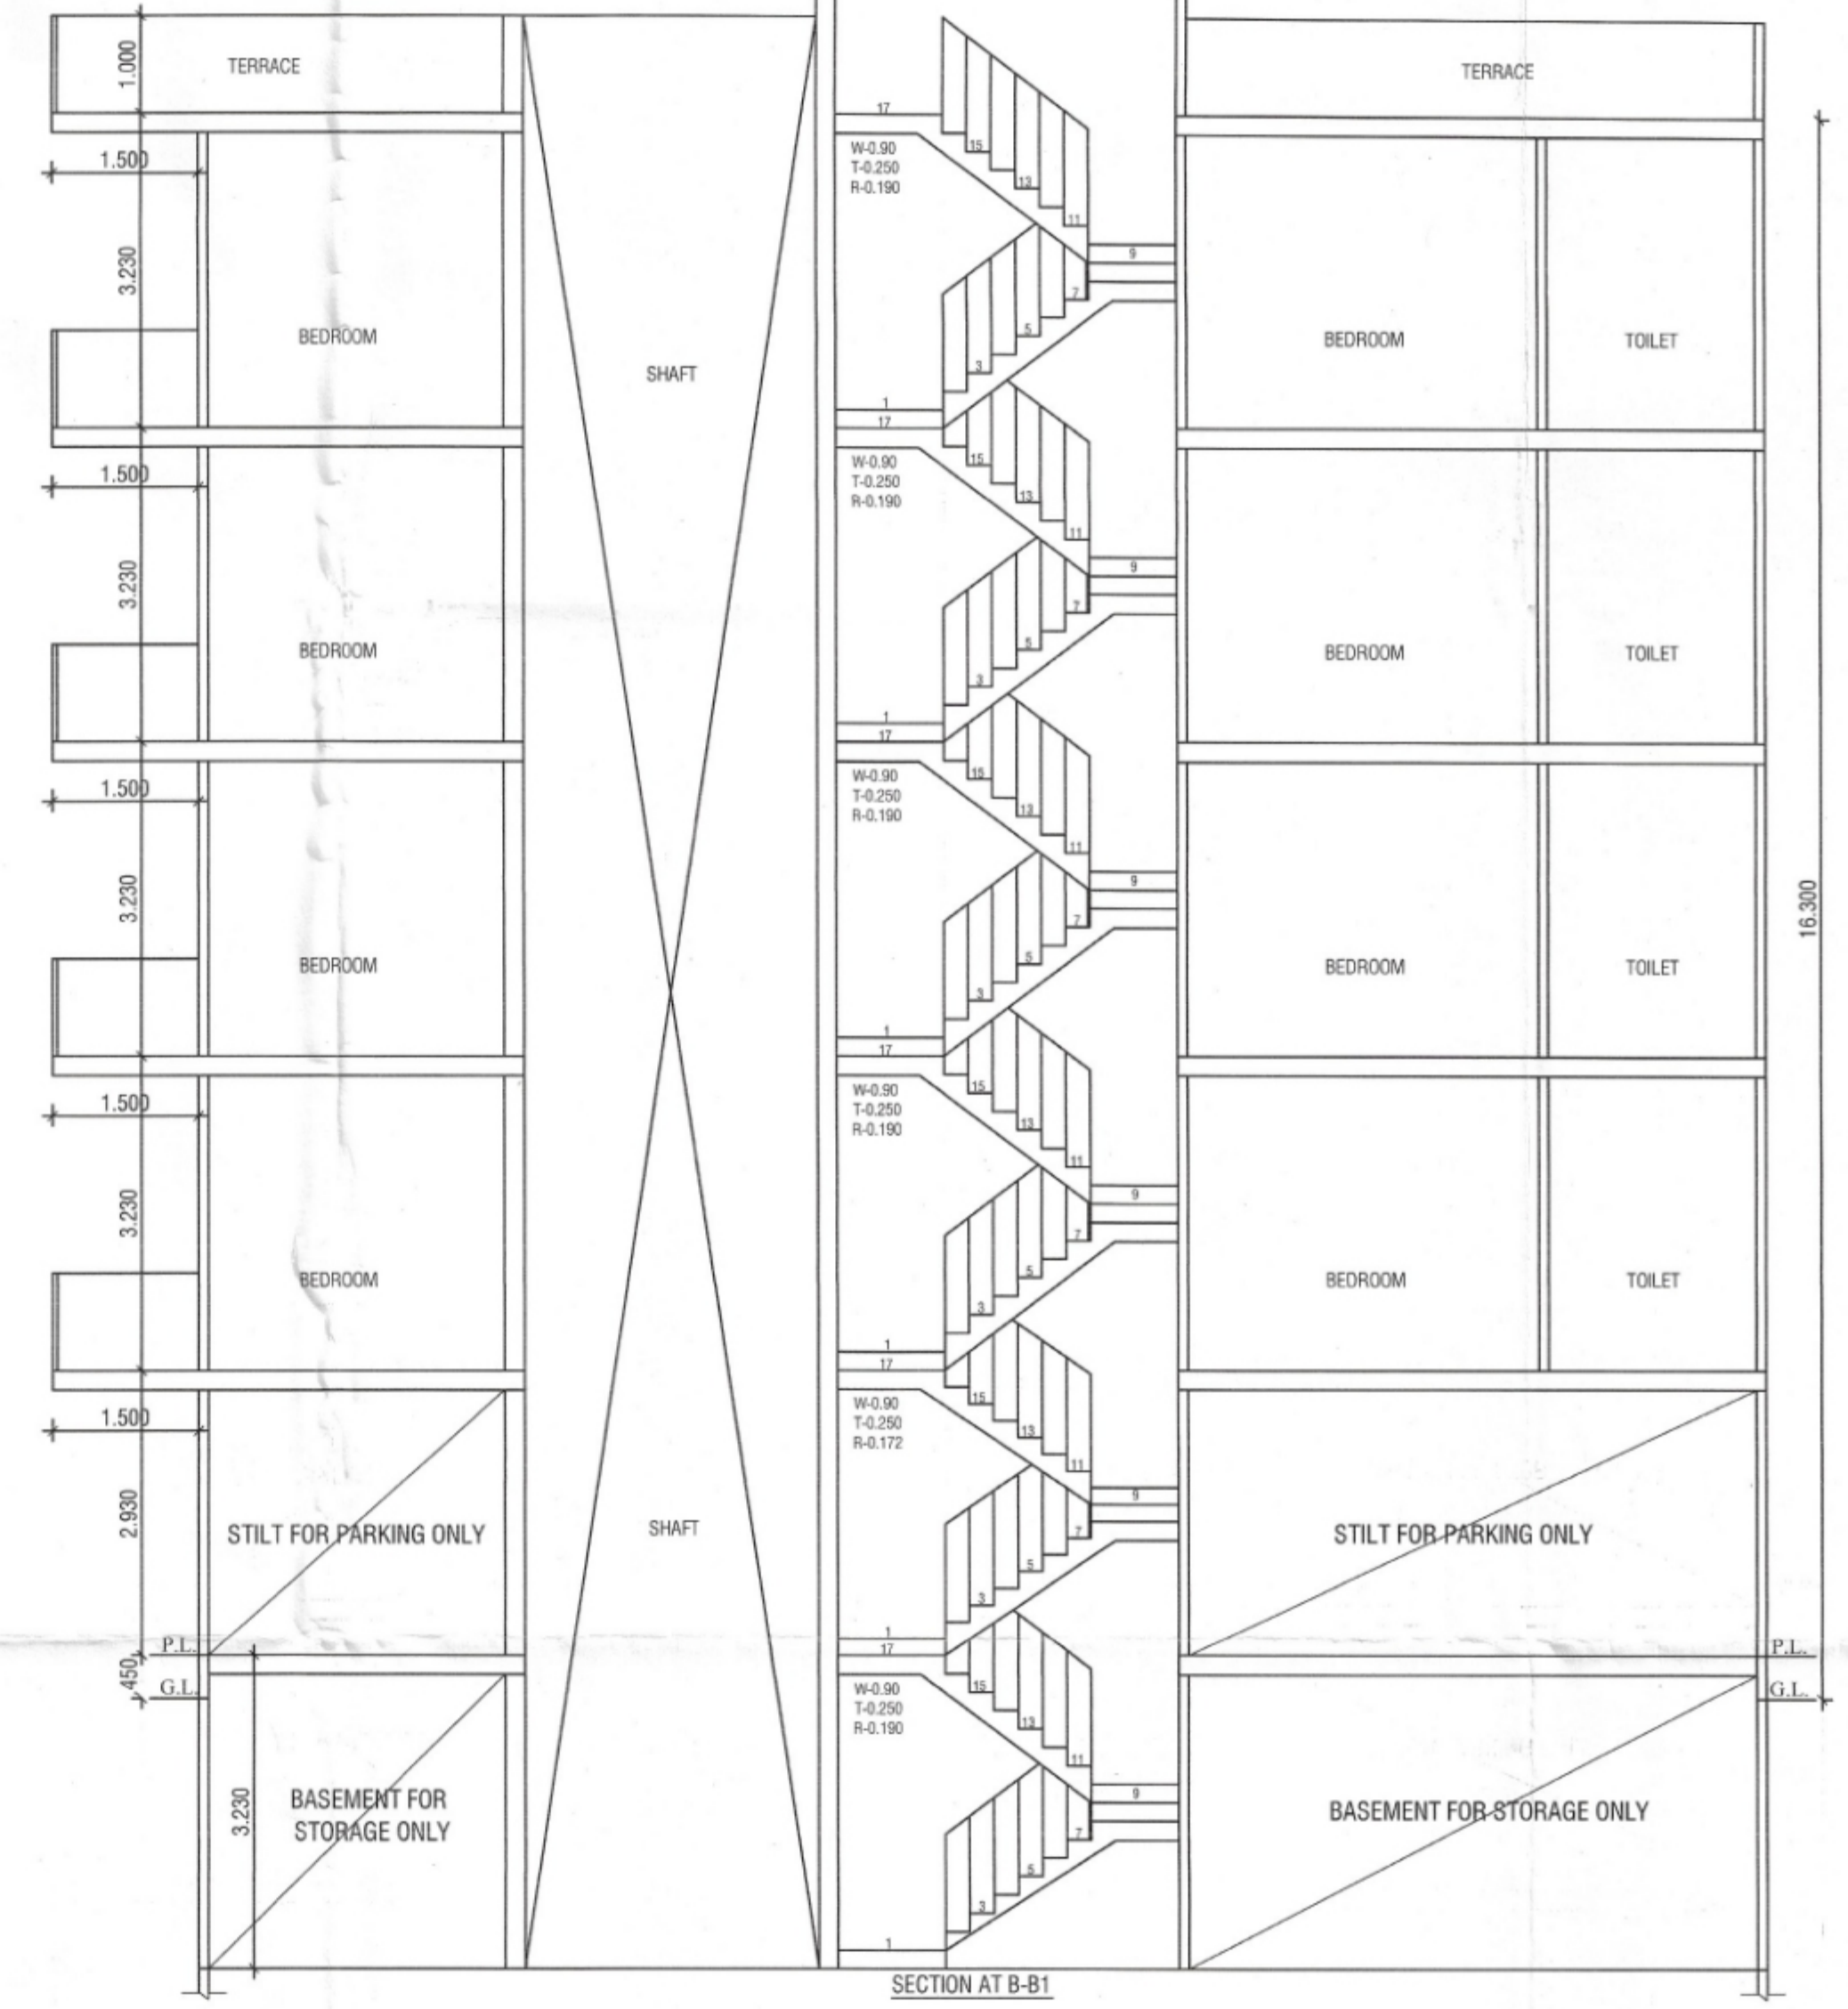 1.000
TERRACE
TERRACE
17
15
13
11
1.500
W-0.90
T-0.250
R-0.190
9
7
5
3
1
3.230
BEDROOM
SHAFT
BEDROOM
TOILET
17
15
13
11
1.500
W-0.90
T-0.250
R-0.190
9
7
5
3
1
3.230
BEDROOM
BEDROOM
TOILET
17
15
13
11
1.500
W-0.90
T-0.250
R-0.190
9
7
5
3
1
3.230
BEDROOM
BEDROOM
TOILET
16.300
17
15
13
11
1.500
W-0.90
T-0.250
R-0.190
9
7
5
3
1
3.230
BEDROOM
BEDROOM
TOILET
17
15
13
11
1.500
W-0.90
T-0.250
R-0.172
9
7
5
3
1
2.930
STILT FOR PARKING ONLY
SHAFT
STILT FOR PARKING ONLY
P.L.
P.L.
.450
G.L.
G.L.
17
15
13
11
W-0.90
T-0.250
R-0.190
9
7
5
3
1
3.230
BASEMENT FOR
STORAGE ONLY
BASEMENT FOR STORAGE ONLY
SECTION AT B-B1